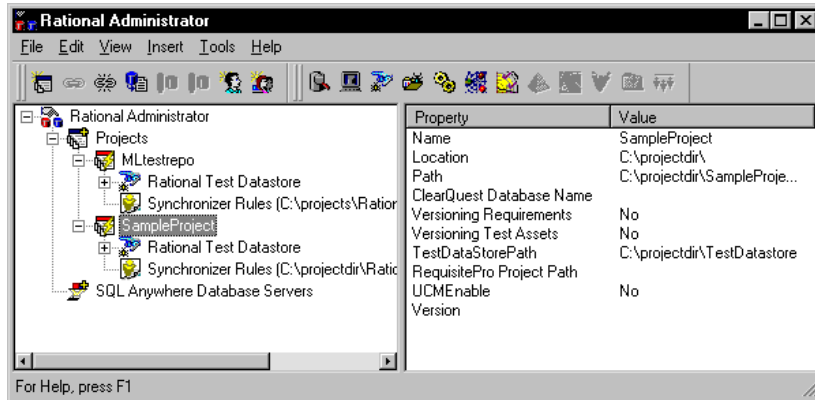 Rational Administrator
File Edit View Insert Tools Help
Rational Administrator
Projects
MLtestrepo
Rational Test Datastore
Synchronizer Rules (C:\projects\Ration
SampleProject
Rational Test Datastore
Synchronizer Rules (C:\projectdir\Ratio
SQL Anywhere Database Servers
Property Value
Name SampleProject
Location C:\projectdir\
Path C:\projectdir\SampleProje...
ClearQuest Database Name
Versioning Requirements No
Versioning Test Assets No
TestDataStorePath C:\projectdir\TestDatastore
RequisitePro Project Path
UCMEnable No
Version
For Help, press F1